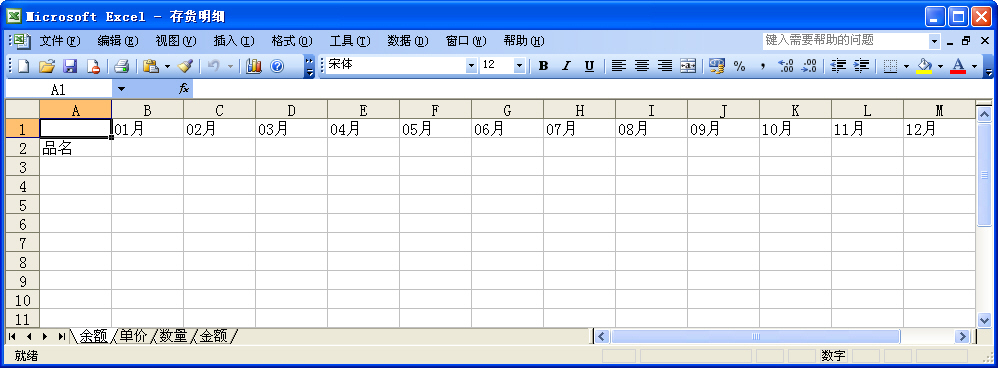 Microsoft Excel - 存货明细
文件(F) 编辑(E) 视图(V) 插入(I) 格式(O) 工具(T) 数据(D) 窗口(W) 帮助(H) 键入需要帮助的问题
宋体 12 B I U % , A
A1 fx
A B C D E F G H I J K L M
1 01月 02月 03月 04月 05月 06月 07月 08月 09月 10月 11月 12月
2 品名
3
4
5
6
7
8
9
10
11
余额 单价 数量 金额
就绪 数字